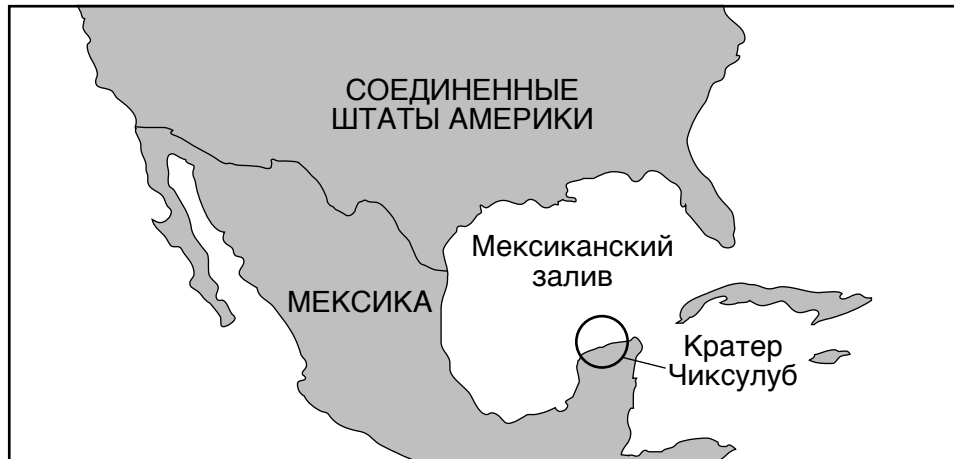 СОЕДИНЕННЫЕ
ШТАТЫ АМЕРИКИ
Мексиканский
залив
МЕКСИКА
Кратер
Чиксулуб